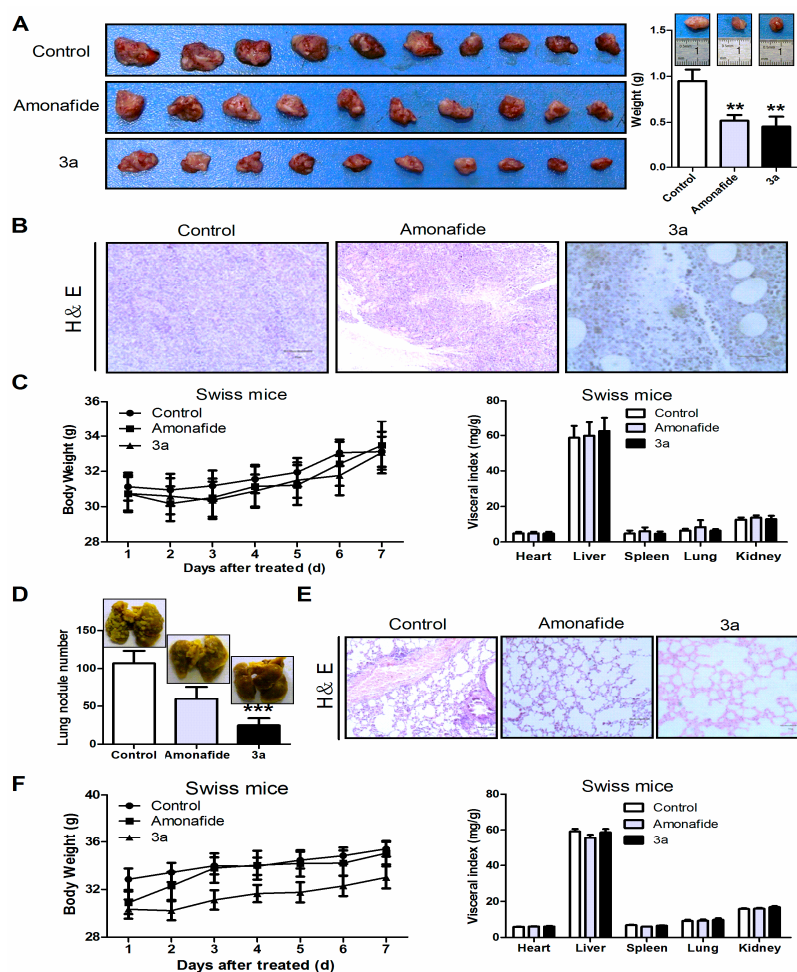 A
Control
Amonafide
3a
Weight (g)
1.5
1.0
0.5
0.0
1
1
1
**
**
Control
Amonafide
3a
B
Control
Amonafide
3a
H& E
C
Swiss mice
Control
Amonafide
3a
Body Weight (g)
36
34
32
30
28
1 2 3 4 5 6 7
Days after treated (d)
Swiss mice
Control
Amonafide
3a
Visceral index (mg/g)
80
60
40
20
0
Heart Liver Spleen Lung Kidney
D
Lung nodule number
150
100
50
0
***
Control Amonafide 3a
E
Control
Amonafide
3a
H& E
F
Swiss mice
Control
Amonafide
3a
Body Weight (g)
40
36
32
28
1 2 3 4 5 6 7
Days after treated (d)
Swiss mice
Control
Amonafide
3a
Visceral index (mg/g)
80
60
40
20
0
Heart Liver Spleen Lung Kidney